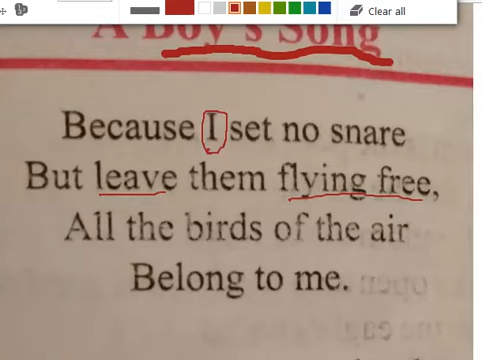 Clear all
A Boy's Song
Because I set no snare
But leave them flying free,
All the birds of the air
Belong to me.